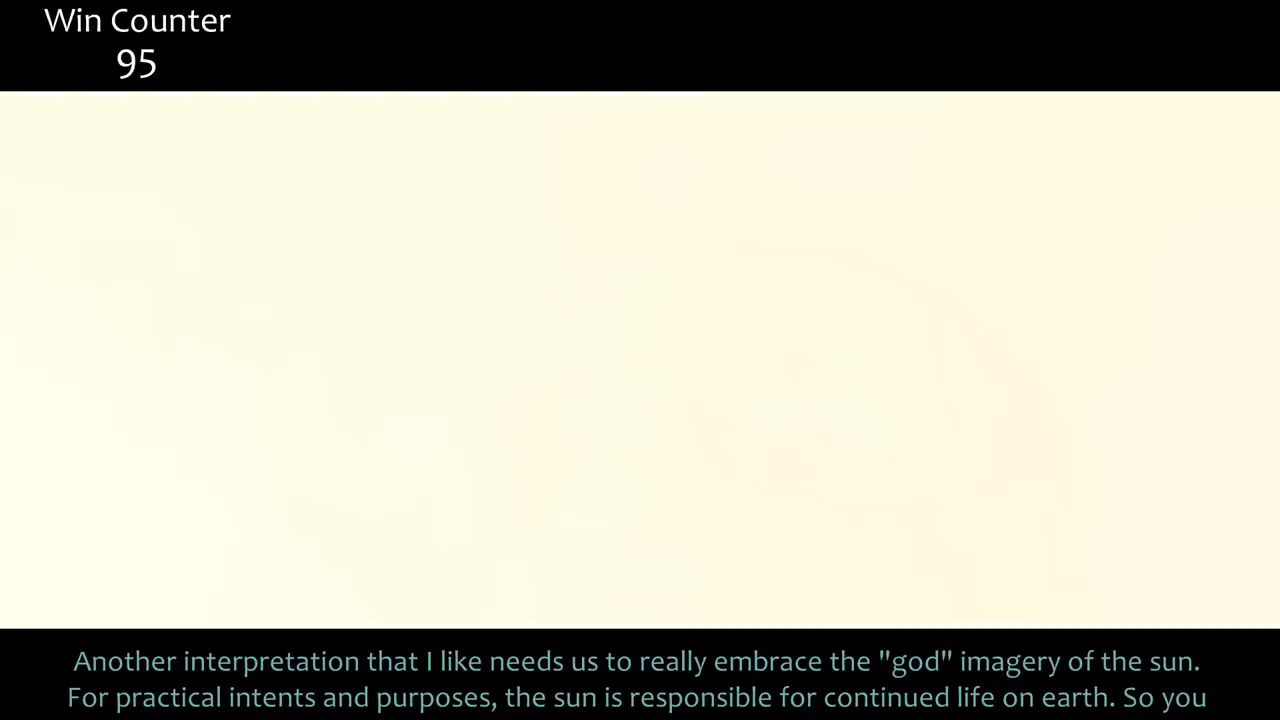 Win Counter
95
Another interpretation that I like needs us to really embrace the "god" imagery of the sun.
For practical intents and purposes, the sun is responsible for continued life on earth. So you